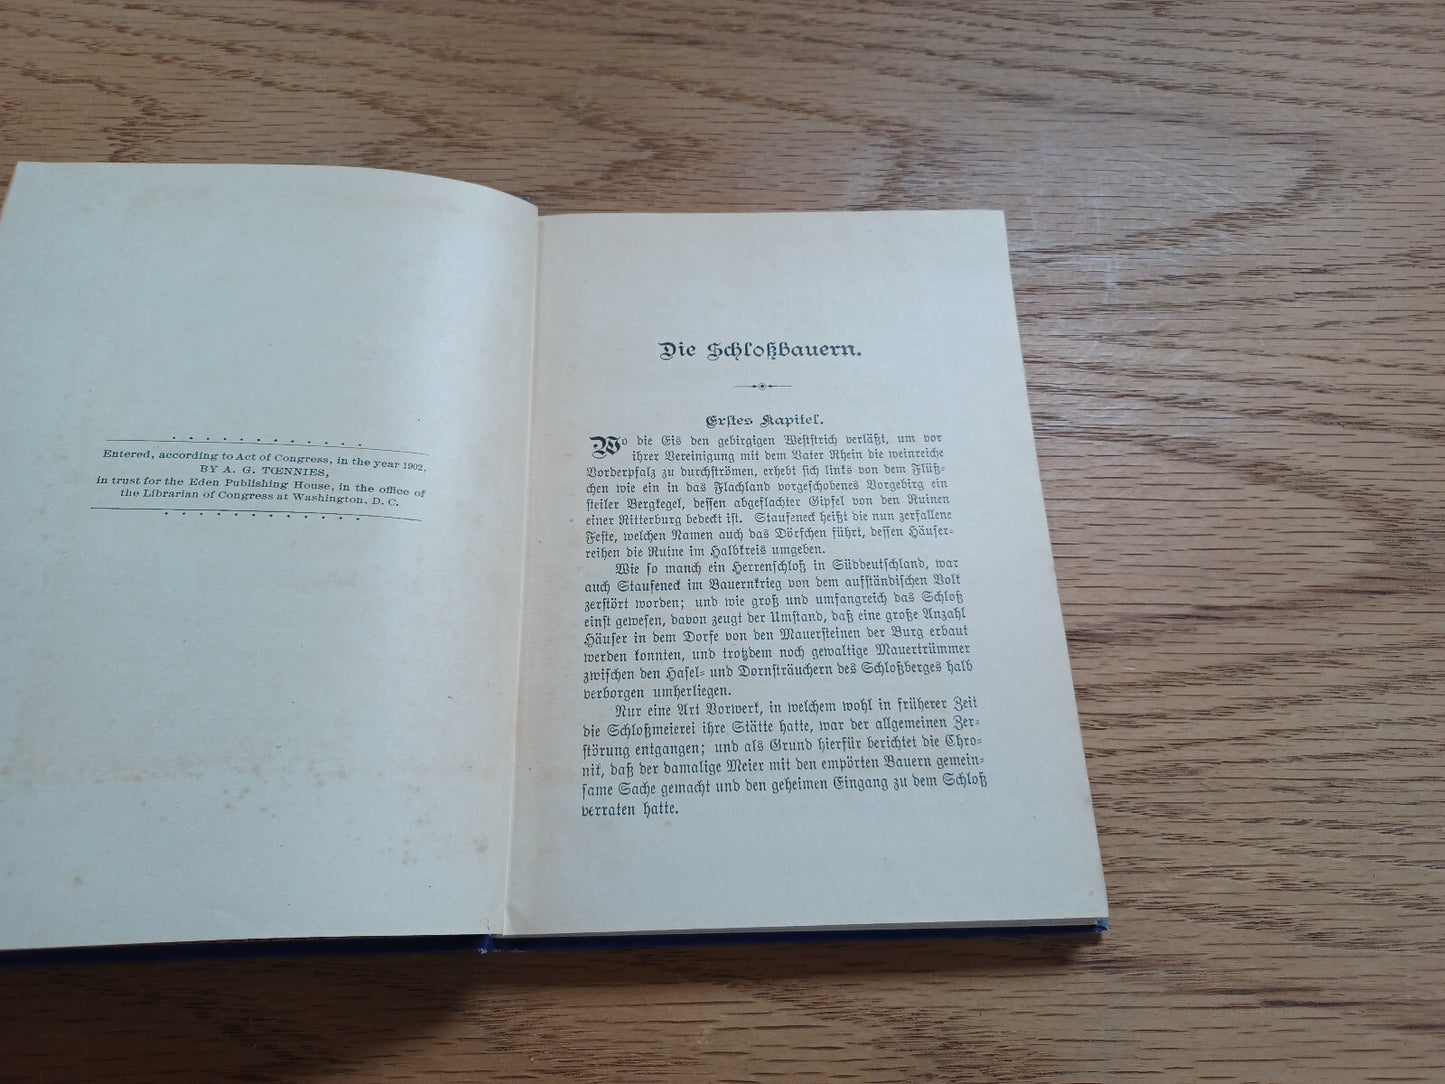 Entered, according to Act of Congress, in the year 1902,
BY A. G. TŒNNIES,
in trust for the Eden Publishing House, in the office of
the Librarian of Congress at Washington, D. C.
Die Schloßbauern.
Erstes Kapitel.
Wo die Eis den gebirgigen Weststrich verläßt, um vor
ihrer Vereinigung mit dem Vater Rhein die weinreiche
Vorderpfalz zu durchströmen, erhebt sich links von dem Flüß-
chen wie ein in das Flachland vorgeschobenes Vorgebirg ein
steiler Bergkegel, dessen abgeflachter Gipfel von den Ruinen
einer Ritterburg bedeckt ist. Staufeneck heißt die nun zerfallene
Feste, welchen Namen auch das Dörfchen führt, dessen Häuser-
reihen die Ruine im Halbkreis umgeben.
Wie so manch ein Herrenschloß in Süddeutschland, war
auch Staufeneck im Bauernkrieg von dem aufständischen Volk
zerstört worden; und wie groß und umfangreich das Schloß
einst gewesen, davon zeugt der Umstand, daß eine große Anzahl
Häuser in dem Dorfe von den Mauersteinen der Burg erbaut
werden konnten, und trotzdem noch gewaltige Mauertrümmer
zwischen den Hasel- und Dornsträuchern des Schloßberges halb
verborgen umherliegen.
Nur eine Art Vorwerk, in welchem wohl in früherer Zeit
die Schloßmeierei ihre Stätte hatte, war der allgemeinen Zer-
störung entgangen; und als Grund hierfür berichtet die Chro-
nik, daß der damalige Meier mit den empörten Bauern gemein-
same Sache gemacht und den geheimen Eingang zu dem Schloß
verraten hatte.